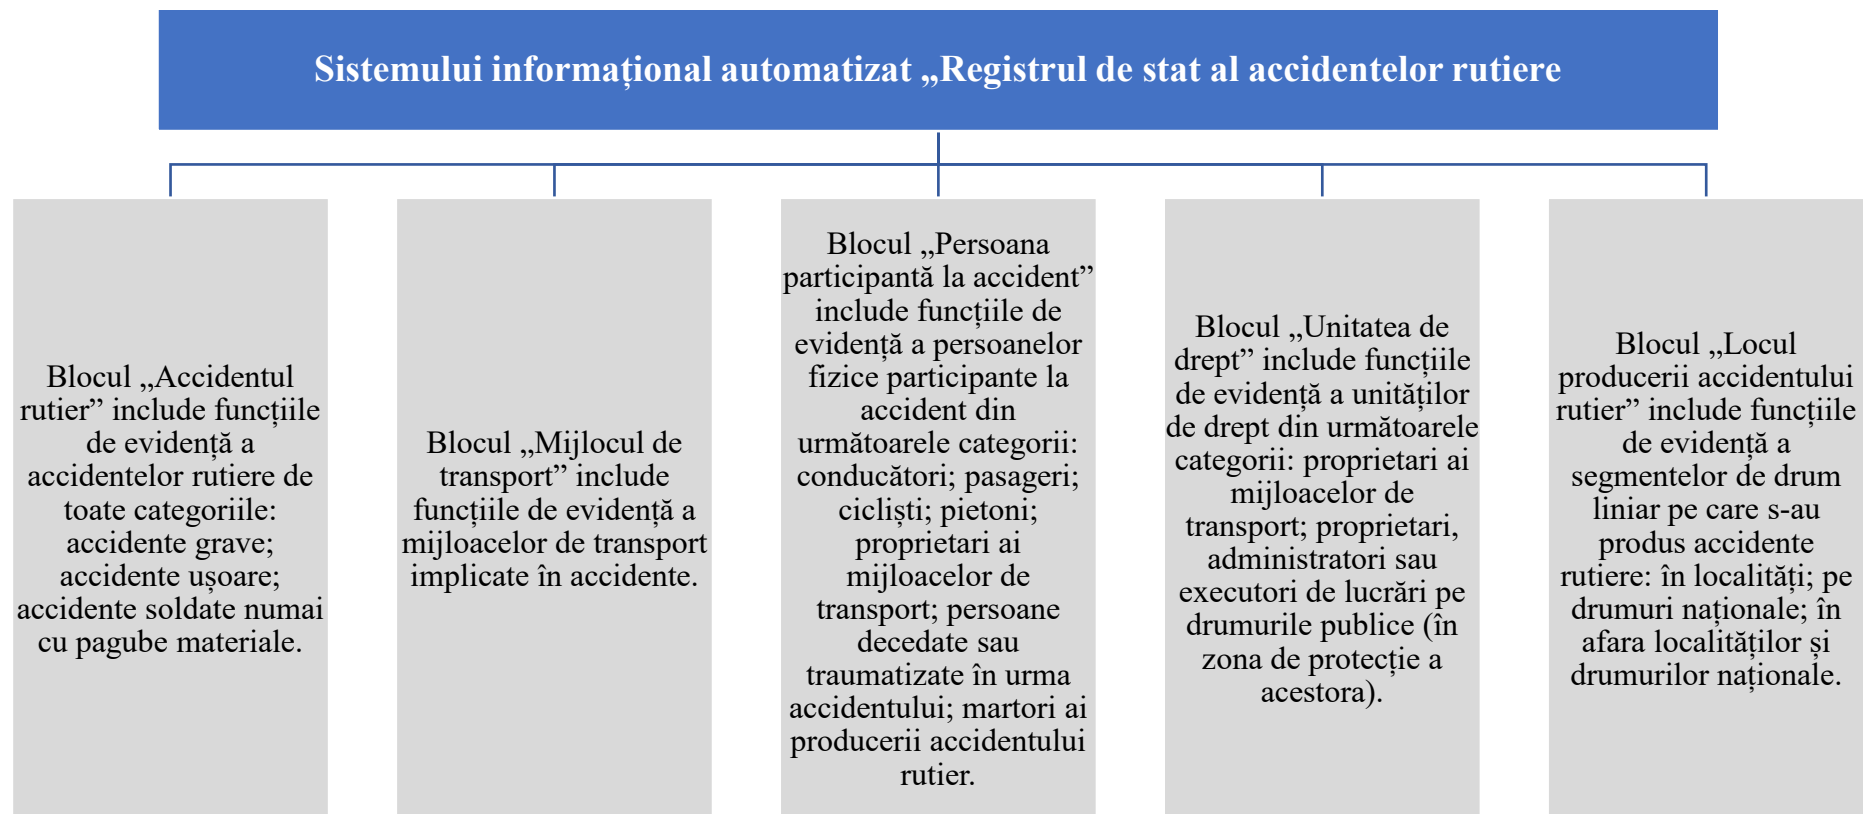 Sistemului informațional automatizat „Registrul de stat al accidentelor rutiere
Blocul „Accidentul
rutier” include funcțiile
de evidență a
accidentelor rutiere de
toate categoriile:
accidente grave;
accidente ușoare;
accidente soldate numai
cu pagube materiale.
Blocul „Mijlocul de
transport” include
funcțiile de evidență a
mijloacelor de transport
implicate în accidente.
Blocul „Persoana
participantă la accident”
include funcțiile de
evidență a persoanelor
fizice participante la
accident din
următoarele categorii:
conducători; pasageri;
cicliști; pietoni;
proprietari ai
mijloacelor de
transport; persoane
decedate sau
traumatizate în urma
accidentului; martori ai
producerii accidentului
rutier.
Blocul „Unitatea de
drept” include funcțiile
de evidență a unităților
de drept din următoarele
categorii: proprietari ai
mijloacelor de
transport; proprietari,
administratori sau
executori de lucrări pe
drumurile publice (în
zona de protecție a
acestora).
Blocul „Locul
producerii accidentului
rutier” include funcțiile
de evidență a
segmentelor de drum
liniar pe care s-au
produs accidente
rutiere: în localități; pe
drumuri naționale; în
afara localităților și
drumurilor naționale.